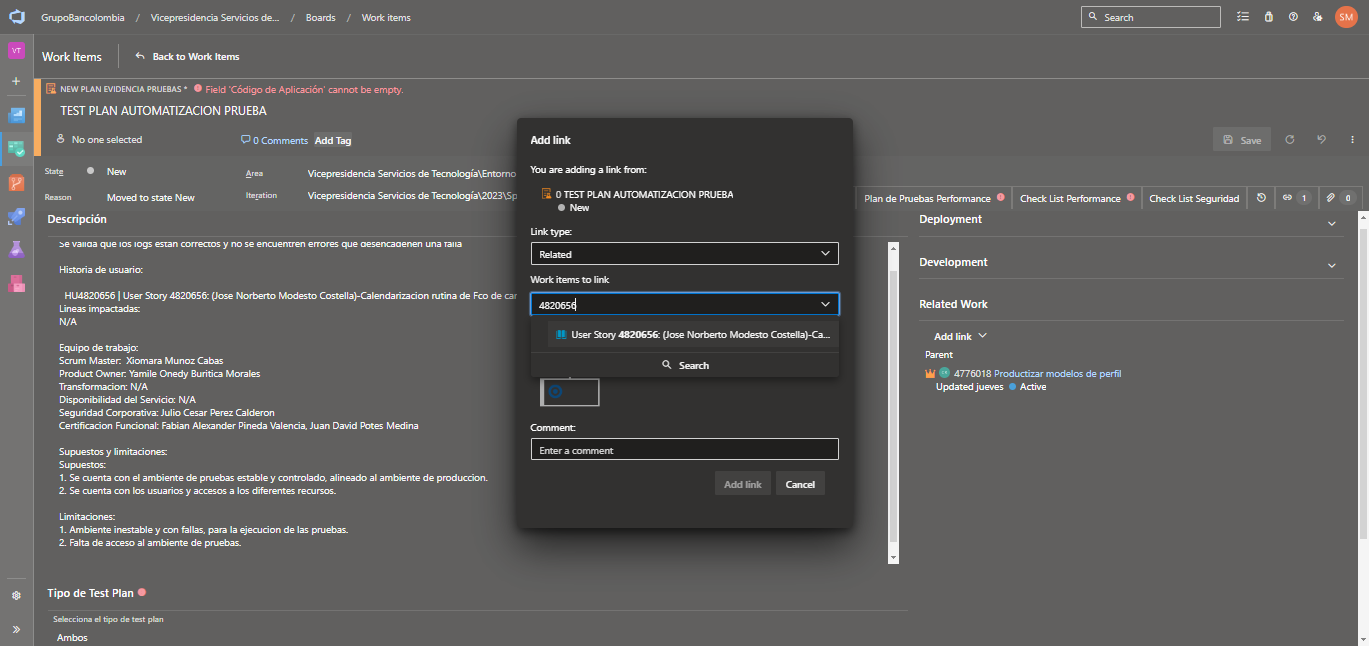 GrupoBancolombia / Vicepresidencia Servicios de... / Boards / Work items
Search
SM
VT
Work Items
Back to Work Items
NEW PLAN EVIDENCIA PRUEBAS *
Field 'Código de Aplicación' cannot be empty.
TEST PLAN AUTOMATIZACION PRUEBA
No one selected
0 Comments
Add Tag
Save
State
New
Area
Vicepresidencia Servicios de Tecnología\Entorno
Reason
Moved to state New
Iteration
Vicepresidencia Servicios de Tecnología\2023\Sp
Plan de Pruebas Performance
Check List Performance
Check List Seguridad
1
0
Descripción
Se valida que los logs estan correctos y no se encuentren errores que desencadenen una falla
Historia de usuario:
HU4820656 | User Story 4820656: (Jose Norberto Modesto Costella)-Calendarizacion rutina de Fco de car
Lineas impactadas:
N/A
Equipo de trabajo:
Scrum Master: Xiomara Munoz Cabas
Product Owner: Yamile Onedy Buritica Morales
Transformacion: N/A
Disponibilidad del Servicio: N/A
Seguridad Corporativa: Julio Cesar Perez Calderon
Certificacion Funcional: Fabian Alexander Pineda Valencia, Juan David Potes Medina
Supuestos y limitaciones:
Supuestos:
1. Se cuenta con el ambiente de pruebas estable y controlado, alineado al ambiente de produccion.
2. Se cuenta con los usuarios y accesos a los diferentes recursos.
Limitaciones:
1. Ambiente inestable y con fallas, para la ejecucion de las pruebas.
2. Falta de acceso al ambiente de pruebas.
Tipo de Test Plan
Selecciona el tipo de test plan
Ambos
Add link
You are adding a link from:
0 TEST PLAN AUTOMATIZACION PRUEBA
New
Link type:
Related
Work items to link
4820656
User Story 4820656: (Jose Norberto Modesto Costella)-Ca...
Search
Comment:
Enter a comment
Add link
Cancel
Deployment
Development
Related Work
Add link
Parent
4776018 Productizar modelos de perfil
Updated jueves
Active